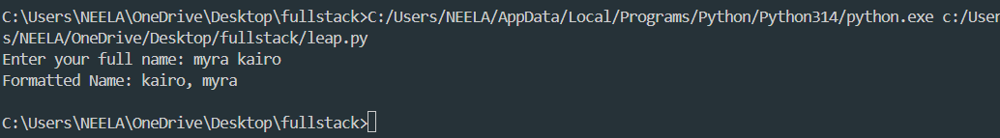 C:\Users\NEELA\OneDrive\Desktop\fullstack>C:/Users/NEELA/AppData/Local/Programs/Python/Python314/python.exe c:/User
s/NEELA/OneDrive/Desktop/fullstack/leap.py
Enter your full name: myra kairo
Formatted Name: kairo, myra
C:\Users\NEELA\OneDrive\Desktop\fullstack>